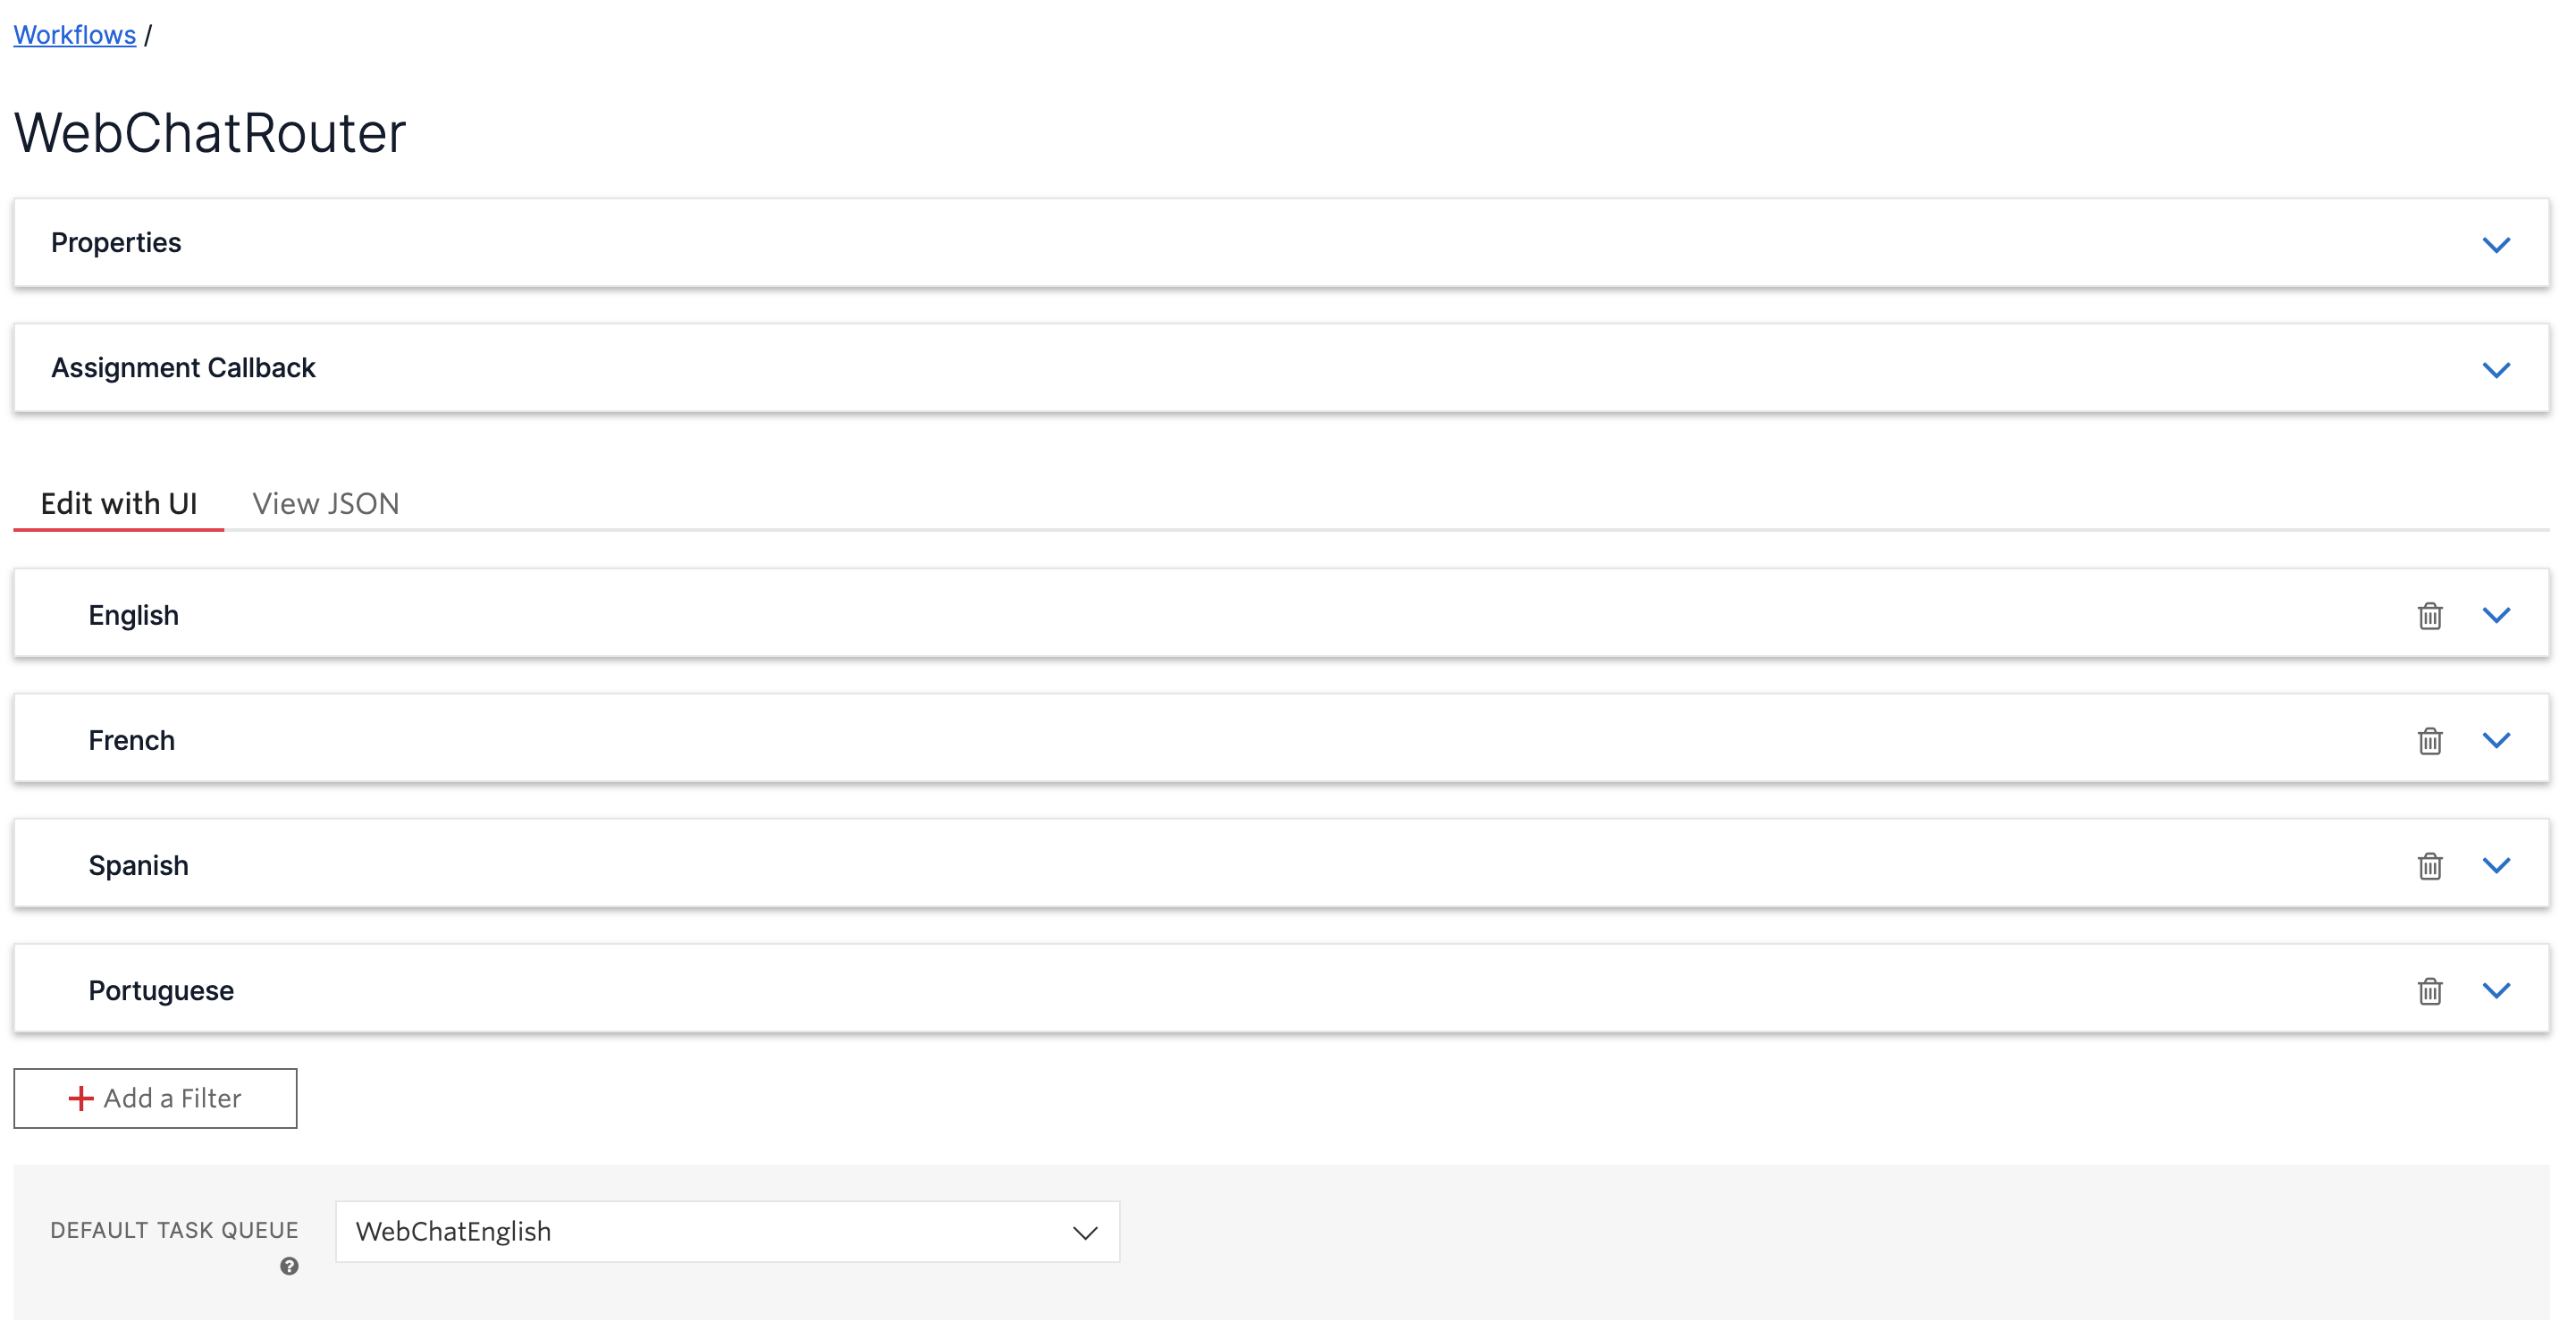 Workflows /
WebChatRouter
Properties
Assignment Callback
Edit with UI View JSON
English
French
Spanish
Portuguese
+ Add a Filter
DEFAULT TASK QUEUE WebChatEnglish
?